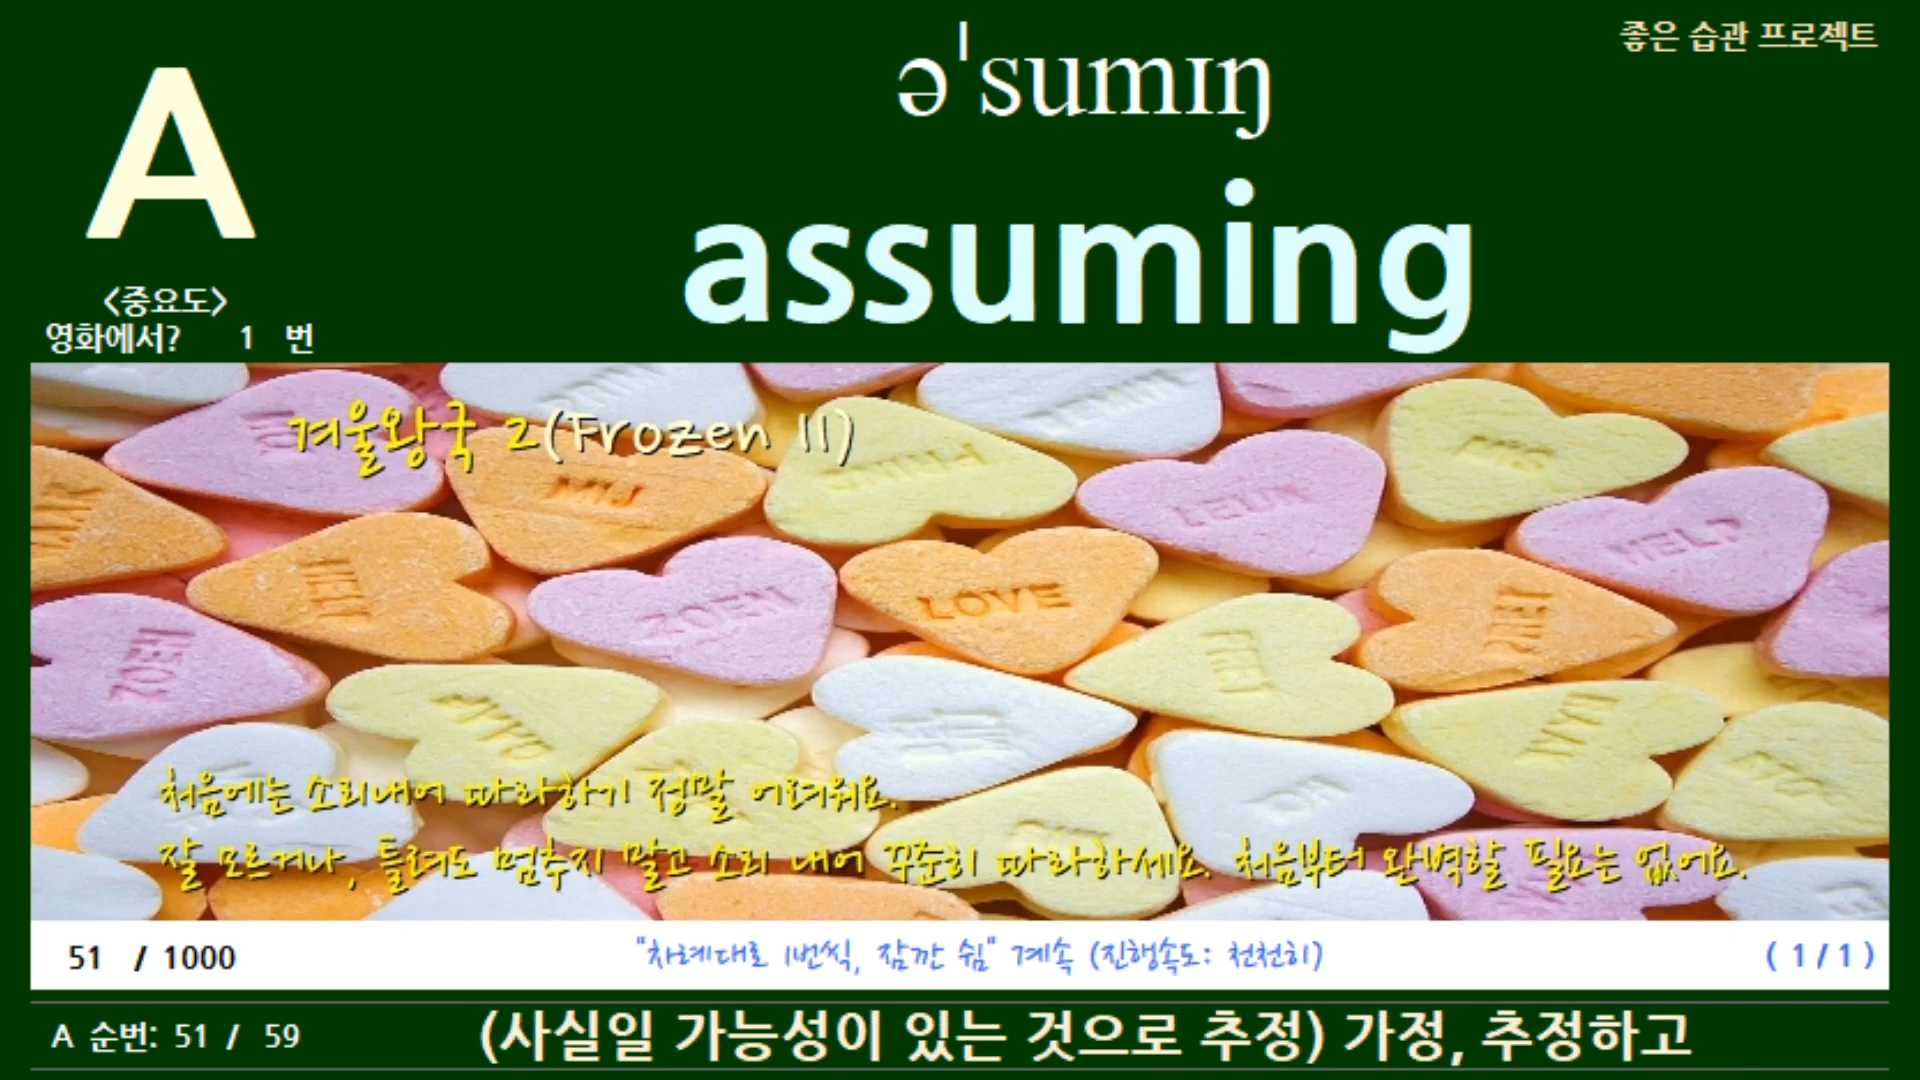 좋은 습관 프로젝트
A
ə'sumɪŋ
assuming
<중요도>
영화에서? 1 번
겨울왕국 2(Frozen II)
MIJ
LEUK
HELP
ZOEN
LOVE
처음에는 소리내어 따라하기 정말 어려워요.
잘 모르거나, 틀려도 멈추지 말고 소리 내어 꾸준히 따라하세요. 처음부터 완벽할 필요는 없어요.
51 / 1000
"차례대로 1번씩, 잠깐 쉼" 계속 (진행속도: 천천히)
( 1 / 1 )
A 순번: 51 / 59
(사실일 가능성이 있는 것으로 추정) 가정, 추정하고